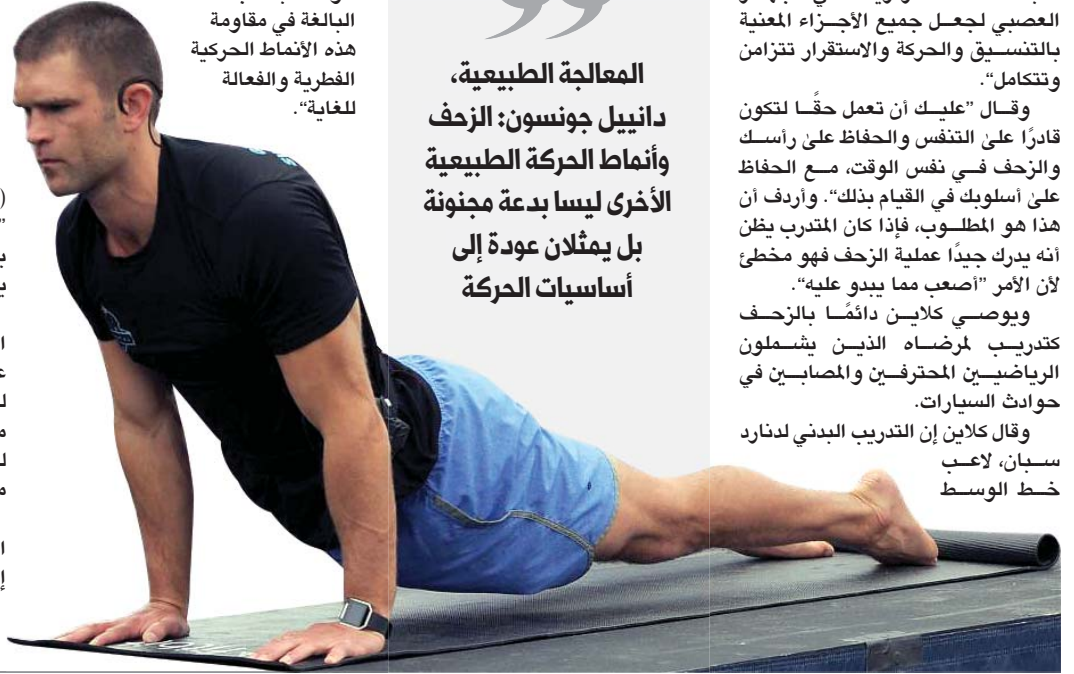 العصبي لجعل جميع الأجزاء المعنية
بالتنسيق والحركة والاستقرار تتزامن
وتتكامل“.
وقال ”عليك أن تعمل حقًا لتكون
قادرًا على التنفس والحفاظ على رأسك
والزحف في نفس الوقت، مع الحفاظ
على أسلوبك في القيام بذلك“. وأردف أن
هذا هو المطلوب، فإذا كان المتدرب يظن
أنه يدرك جيدًا عملية الزحف فهو مخطئ
لأن الأمر ”أصعب مما يبدو عليه“.
ويوصي كلاين دائمًا بالزحف
كتدريب لمرضاه الذين يشملون
الرياضيين المحترفين والمصابين في
حوادث السيارات.
وقال كلاين إن التدريب البدني لدنارد
سبان، لاعب
خط الوسط
المعالجة الطبيعية،
دانييل جونسون: الزحف
وأنماط الحركة الطبيعية
الأخرى ليسا بدعة مجنونة
بل يمثلان عودة إلى
أساسيات الحركة
البالغة في مقاومة
هذه الأنماط الحركية
الفطرية والفعالة
للغاية“.